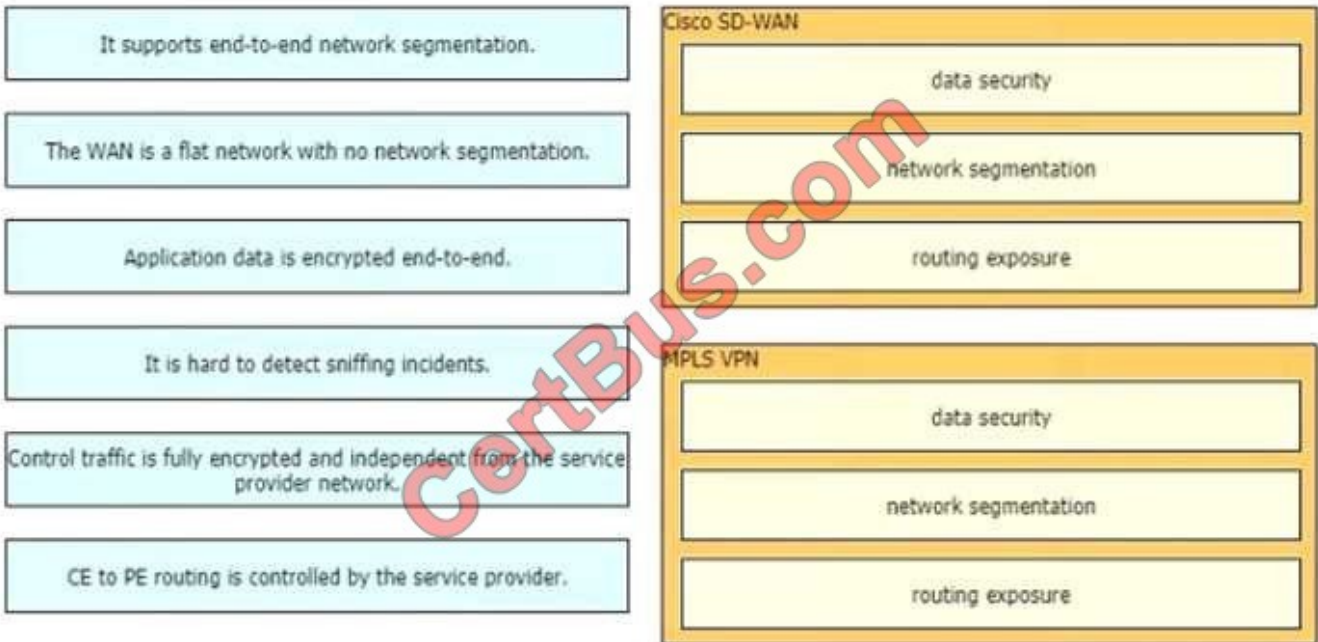 It supports end-to-end network segmentation.
The WAN is a flat network with no network segmentation.
Application data is encrypted end-to-end.
It is hard to detect sniffing incidents.
Control traffic is fully encrypted and independent from the service
provider network.
CE to PE routing is controlled by the service provider.
Cisco SD-WAN
data security
network segmentation
routing exposure
MPLS VPN
data security
network segmentation
routing exposure
CertBus.com